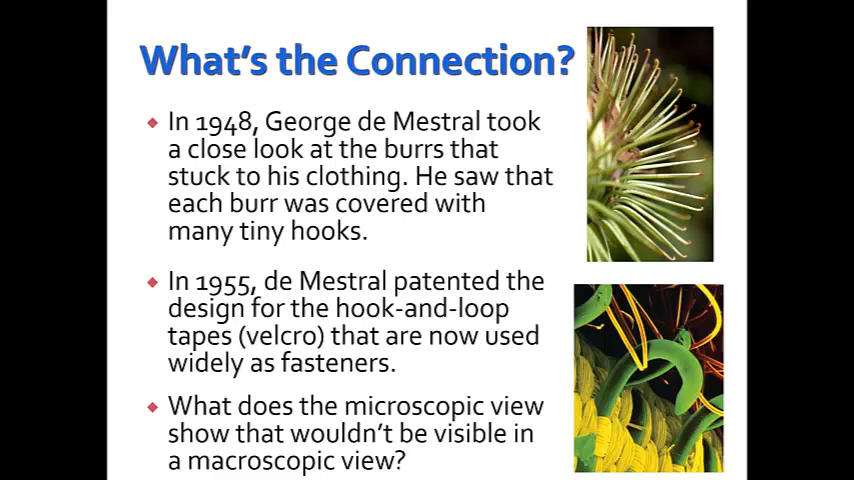 What's the Connection?
In 1948, George de Mestral took
a close look at the burrs that
stuck to his clothing. He saw that
each burr was covered with
many tiny hooks.
In 1955, de Mestral patented the
design for the hook-and-loop
tapes (velcro) that are now used
widely as fasteners.
What does the microscopic view
show that wouldn't be visible in
a macroscopic view?